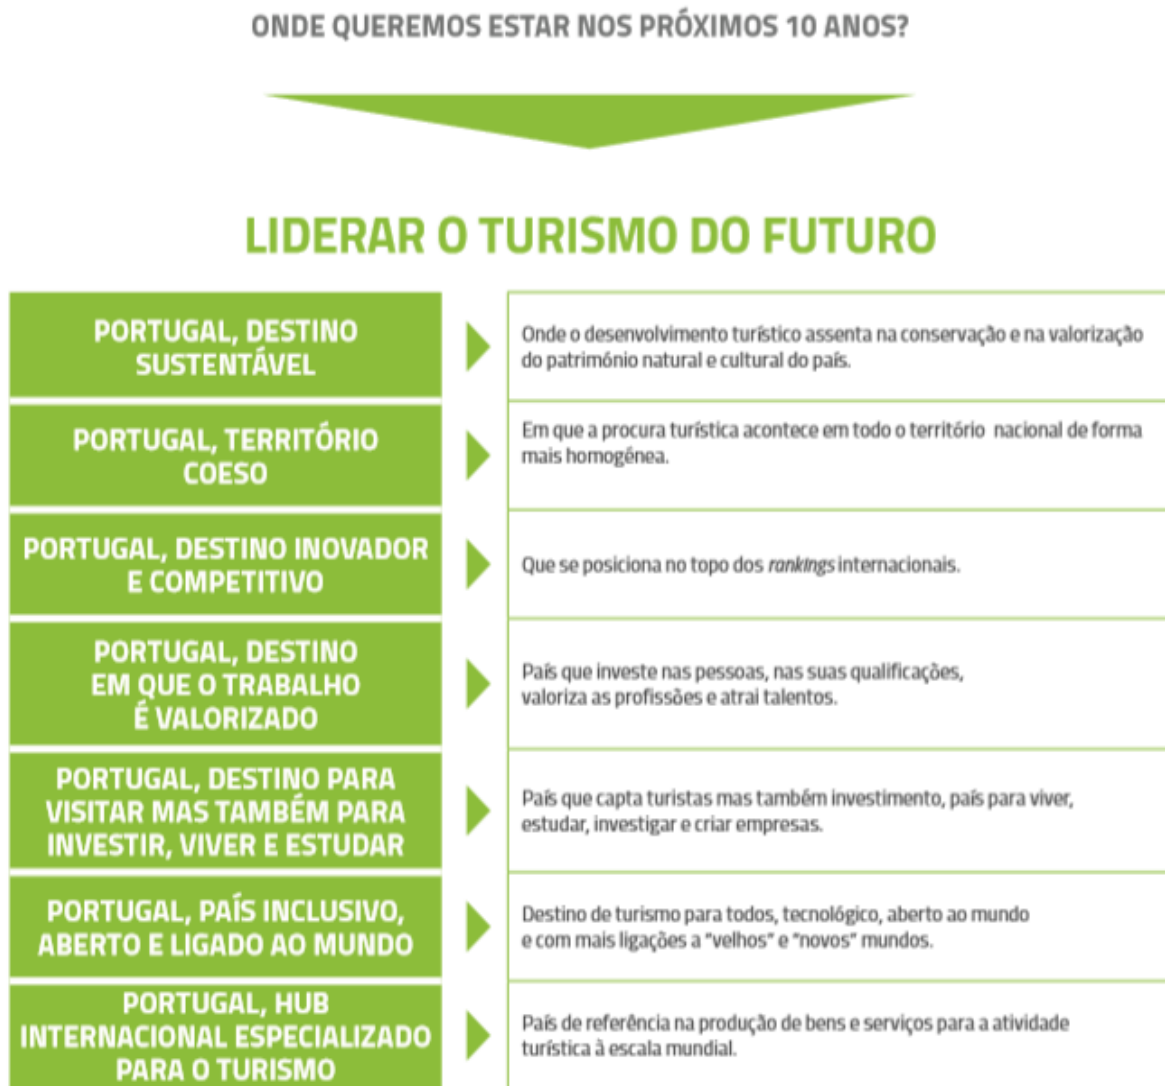 ONDE QUEREMOS ESTAR NOS PRÓXIMOS 10 ANOS?
LIDERAR O TURISMO DO FUTURO
PORTUGAL, DESTINO
SUSTENTÁVEL
Onde o desenvolvimento turístico assenta na conservação e na valorização
do património natural e cultural do país.
PORTUGAL, TERRITÓRIO
COESO
Em que a procura turística acontece em todo o território nacional de forma
mais homogénea.
PORTUGAL, DESTINO INOVADOR
E COMPETITIVO
Que se posiciona no topo dos rankings internacionais.
PORTUGAL, DESTINO
EM QUE O TRABALHO
É VALORIZADO
País que investe nas pessoas, nas suas qualificações,
valoriza as profissões e atrai talentos.
PORTUGAL, DESTINO PARA
VISITAR MAS TAMBÉM PARA
INVESTIR, VIVER E ESTUDAR
País que capta turistas mas também investimento, país para viver,
estudar, investigar e criar empresas.
PORTUGAL, PAÍS INCLUSIVO,
ABERTO E LIGADO AO MUNDO
Destino de turismo para todos, tecnológico, aberto ao mundo
e com mais ligações a "velhos" e "novos" mundos.
PORTUGAL, HUB
INTERNACIONAL ESPECIALIZADO
PARA O TURISMO
País de referência na produção de bens e serviços para a atividade
turística à escala mundial.